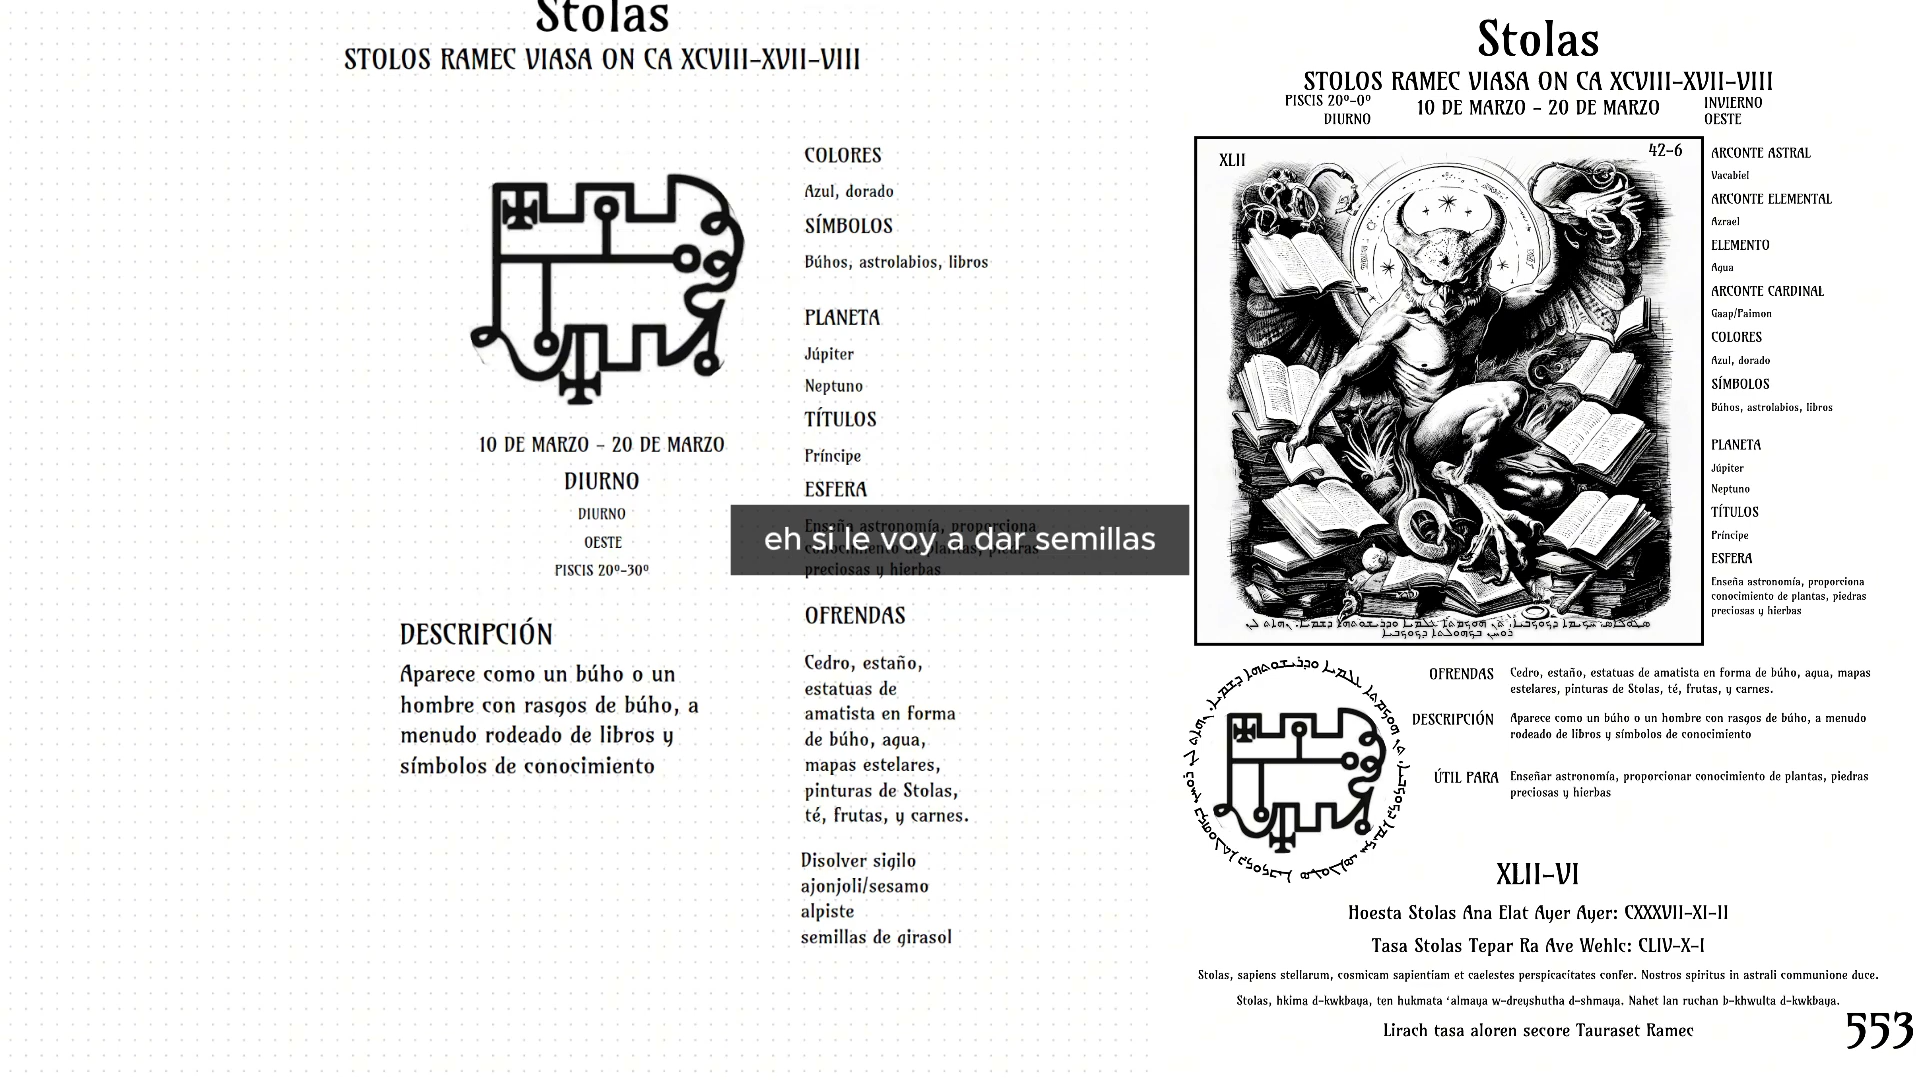 Stolas
STOLOS RAMEC VIASA ON CA XCVIII-XVII-VIII
COLORES
Azul, dorado
SÍMBOLOS
Búhos, astrolabios, libros
PLANETA
Júpiter
Neptuno
TÍTULOS
Príncipe
ESFERA
Enseña astronomía, proporciona
conocimiento de plantas, piedras
preciosas y hierbas
eh si le voy a dar semillas
10 DE MARZO - 20 DE MARZO
DIURNO
DIURNO
OESTE
PISCIS 20º-30º
DESCRIPCIÓN
Aparece como un búho o un
hombre con rasgos de búho, a
menudo rodeado de libros y
símbolos de conocimiento
OFRENDAS
Cedro, estaño,
estatuas de
amatista en forma
de búho, agua,
mapas estelares,
pinturas de Stolas,
té, frutas, y carnes.
Disolver sigilo
ajonjoli/sesamo
alpiste
semillas de girasol
Stolas
STOLOS RAMEC VIASA ON CA XCVIII-XVII-VIII
PISCIS 20º-0º
DIURNO
10 DE MARZO - 20 DE MARZO
INVIERNO
OESTE
XLII
42-6
ARCONTE ASTRAL
Vacabiel
ARCONTE ELEMENTAL
Azrael
ELEMENTO
Agua
ARCONTE CARDINAL
Gaap/Paimon
COLORES
Azul, dorado
SÍMBOLOS
Búhos, astrolabios, libros
PLANETA
Júpiter
Neptuno
TÍTULOS
Príncipe
ESFERA
Enseña astronomía, proporciona
conocimiento de plantas, piedras
preciosas y hierbas
OFRENDAS
Cedro, estaño, estatuas de amatista en forma de búho, agua, mapas
estelares, pinturas de Stolas, té, frutas, y carnes.
DESCRIPCIÓN
Aparece como un búho o un hombre con rasgos de búho, a menudo
rodeado de libros y símbolos de conocimiento
ÚTIL PARA
Enseñar astronomía, proporcionar conocimiento de plantas, piedras
preciosas y hierbas
XLII-VI
Hoesta Stolas Ana Elat Ayer Ayer: CXXXVII-XI-II
Tasa Stolas Tepar Ra Ave Wehlc: CLIV-X-I
Stolas, sapiens stellarum, cosmicam sapientiam et caelestes perspicacitates confer. Nostros spiritus in astrali communione duce.
Stolas, hkima d-kwkbaya, ten hukmata ‘almaya w-dreyshutha d-shmaya. Nahet lan ruchan b-khwulta d-kwkbaya.
Lirach tasa aloren secore Tauraset Ramec
553